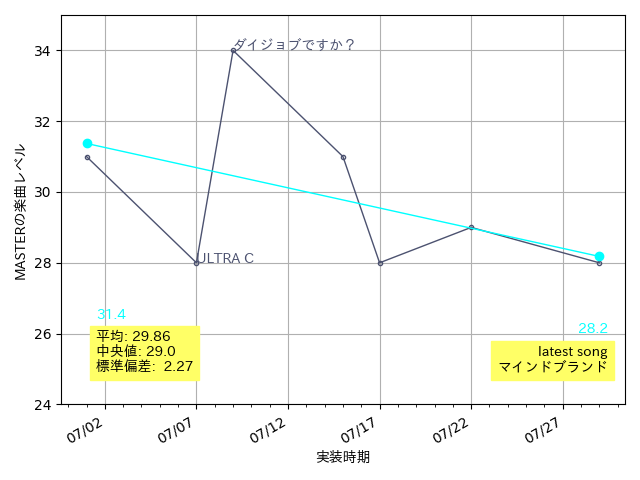 34
32
30
28
26
24
MASTERの楽曲レベル
ダイジョブですか？
ULTRA C
31.4
平均: 29.86
中央値: 29.0
標準偏差: 2.27
28.2
latest song
マインドブランド
07/02
07/07
07/12
07/17
07/22
07/27
実装時期